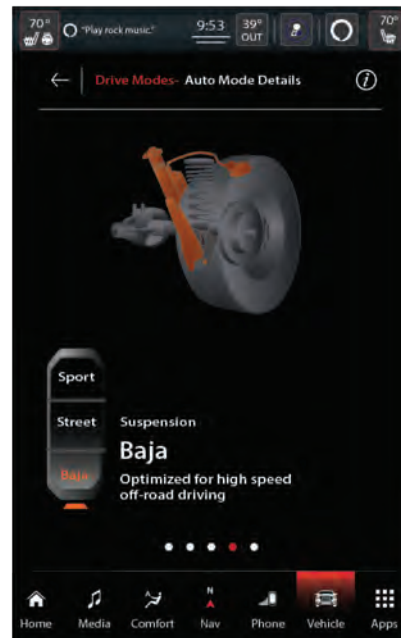 70°
"Play rock music."
9:53
39°
OUT
70°
Drive Modes- Auto Mode Details
Sport
Street
Baja
Suspension
Baja
Optimized for high speed
off-road driving
N
Home Media Comfort Nav Phone Vehicle Apps